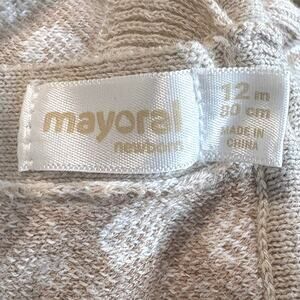 mayoral
newborn
12 m
80 cm
MADE IN
CHINA